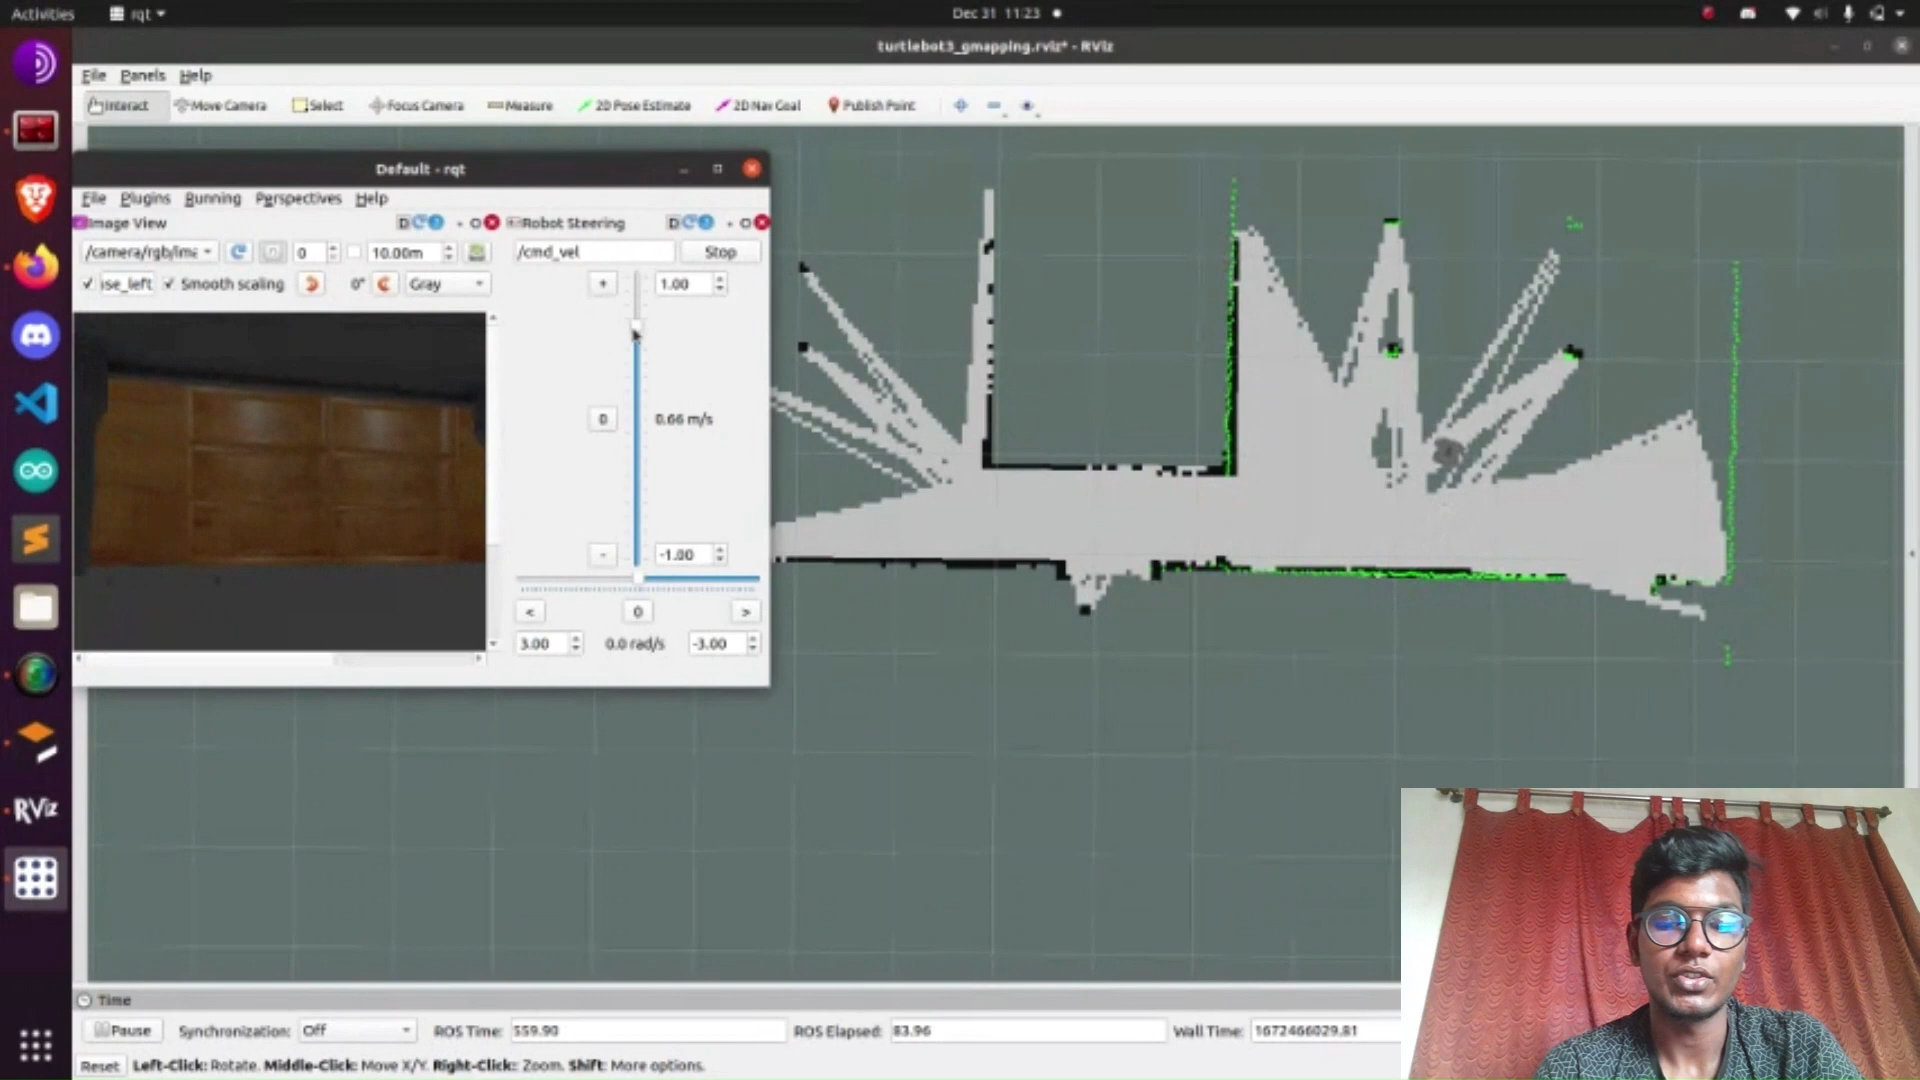 Activities
rqt
Dec 31 11:23
turtlebot3_gmapping.rviz* - RViz
File Panels Help
Interact
Move Camera
Select
Focus Camera
Measure
2D Pose Estimate
2D Nav Goal
Publish Point
Default - rqt
File Plugins Running Perspectives Help
Image View
D
O
Robot Steering
D
O
/camera/rgb/ima
0
10.00m
/cmd_vel
Stop
ise_left
Smooth scaling
0°
Gray
+
1.00
0
0.66 m/s
-
-1.00
<
0
>
3.00
0.0 rad/s
-3.00
RViz
Time
Pause
Synchronization:
Off
ROS Time:
559.90
ROS Elapsed:
83.96
Wall Time:
1672466029.81
Reset
Left-Click: Rotate. Middle-Click: Move X/Y. Right-Click:: Zoom. Shift: More options.